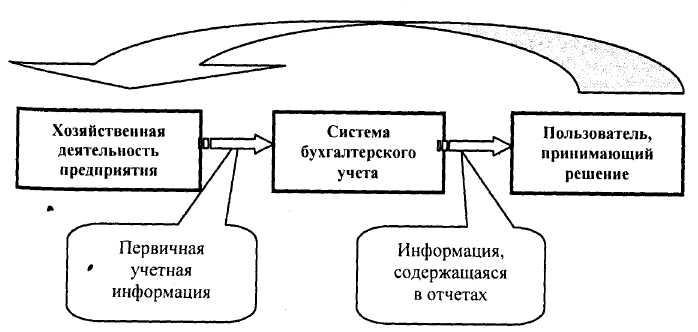 Хозяйственная
деятельность
предприятия
Система
бухгалтерского
учета
Пользователь,
принимающий
решение
Первичная
учетная
информация
Информация,
содержащаяся
в отчетах